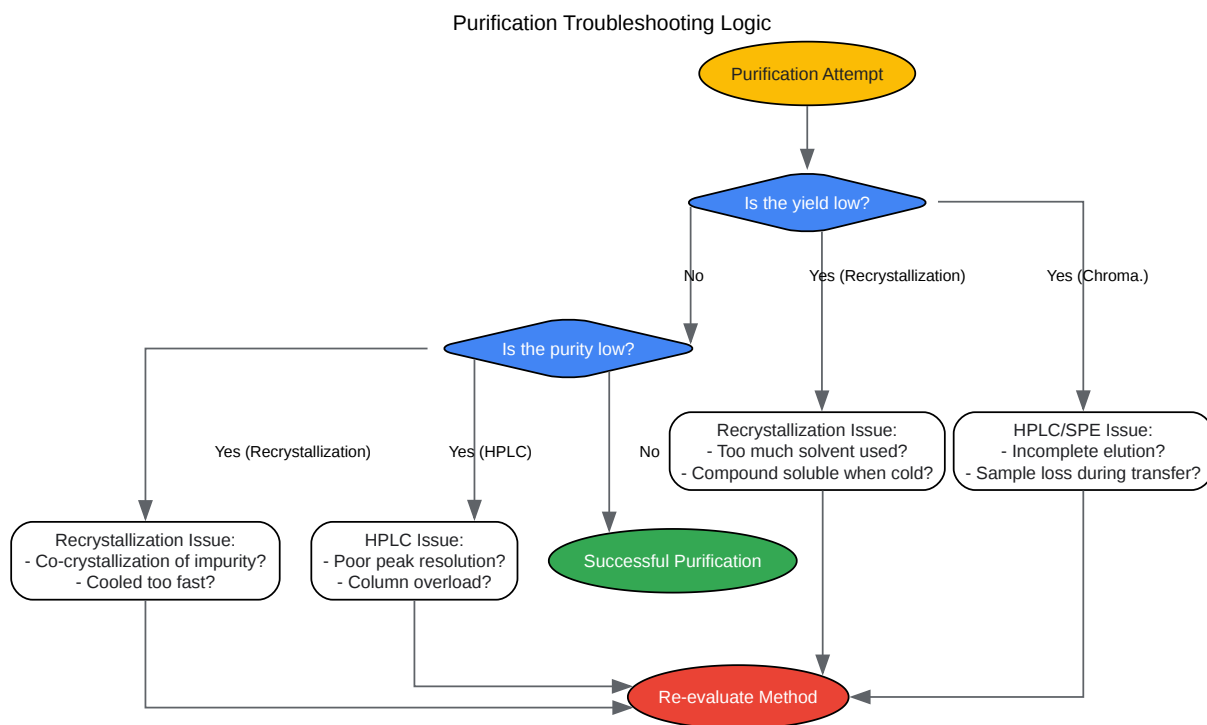 Purification Troubleshooting Logic
Purification Attempt
Is the yield low?
No
Yes (Recrystallization)
Yes (Chroma.)
Is the purity low?
Recrystallization Issue:
- Too much solvent used?
- Compound soluble when cold?
HPLC/SPE Issue:
- Incomplete elution?
- Sample loss during transfer?
Yes (Recrystallization)
Yes (HPLC)
No
Recrystallization Issue:
- Co-crystallization of impurity?
- Cooled too fast?
HPLC Issue:
- Poor peak resolution?
- Column overload?
Successful Purification
Re-evaluate Method